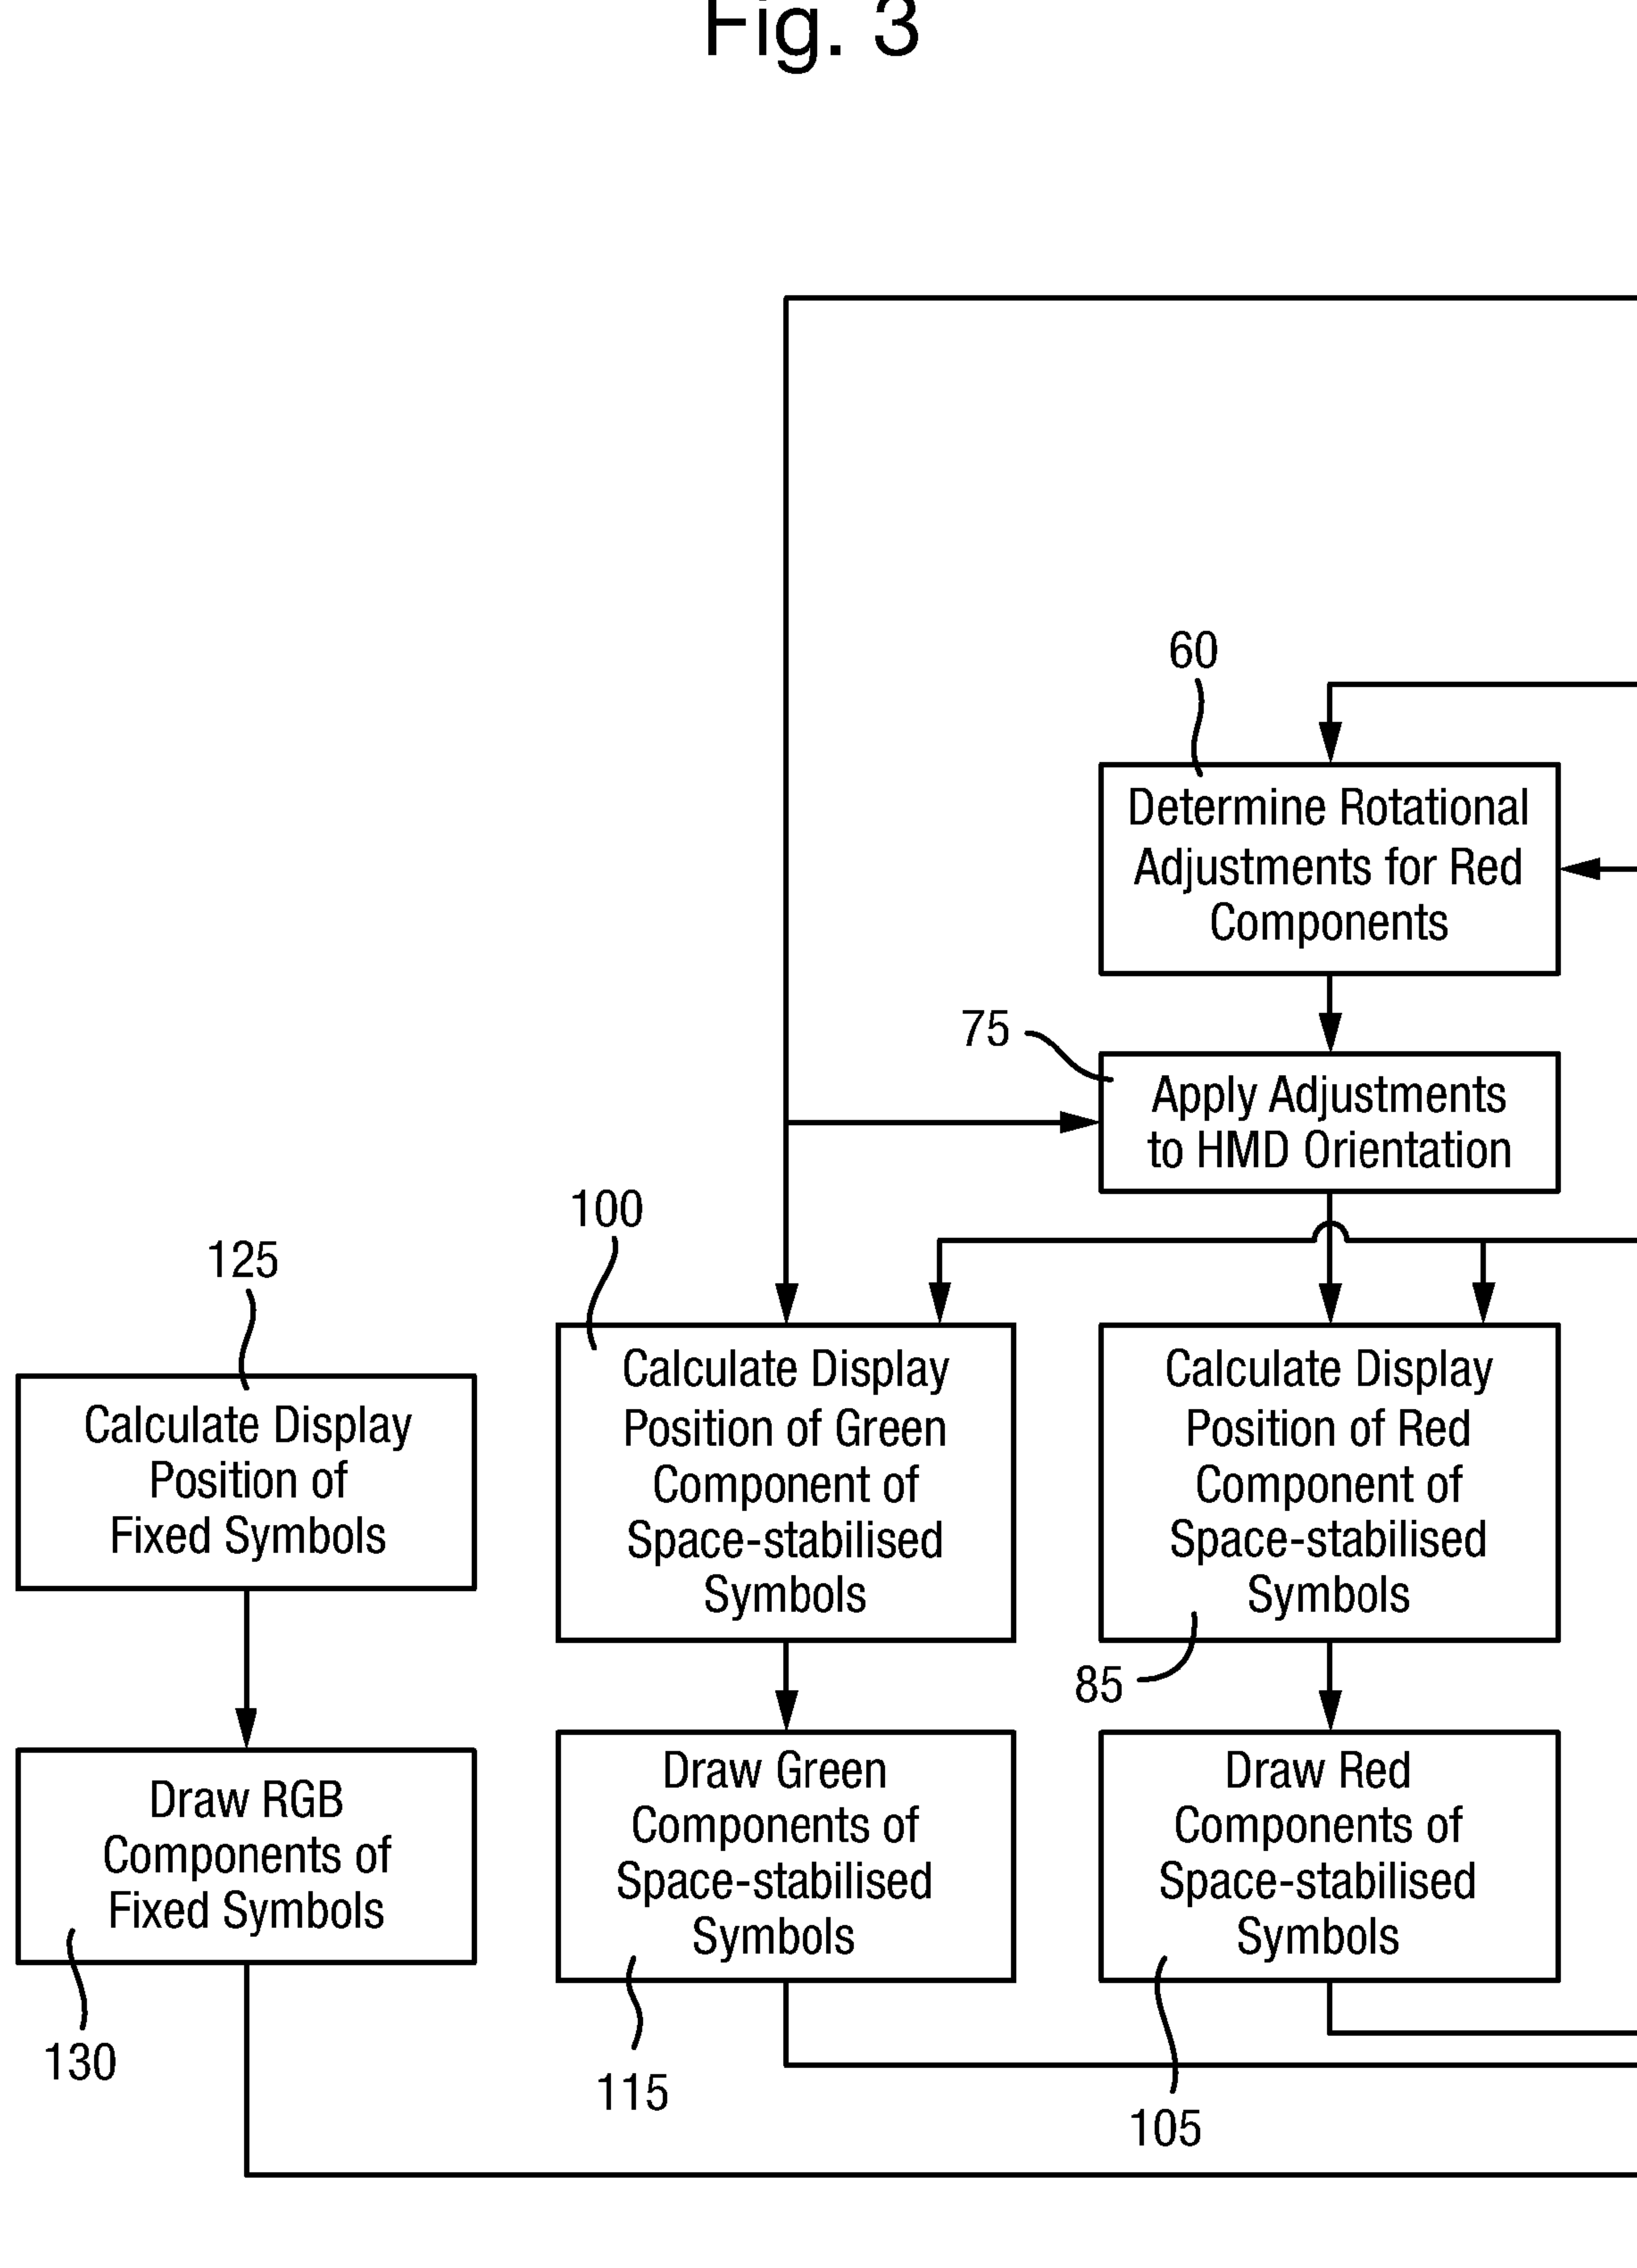 Fig. 3
60
Determine Rotational
Adjustments for Red
Components
75
Apply Adjustments
to HMD Orientation
100
125
Calculate Display
Position of
Fixed Symbols
Calculate Display
Position of Green
Component of
Space-stabilised
Symbols
Calculate Display
Position of Red
Component of
Space-stabilised
Symbols
85
Draw RGB
Components of
Fixed Symbols
Draw Green
Components of
Space-stabilised
Symbols
Draw Red
Components of
Space-stabilised
Symbols
130
115
105